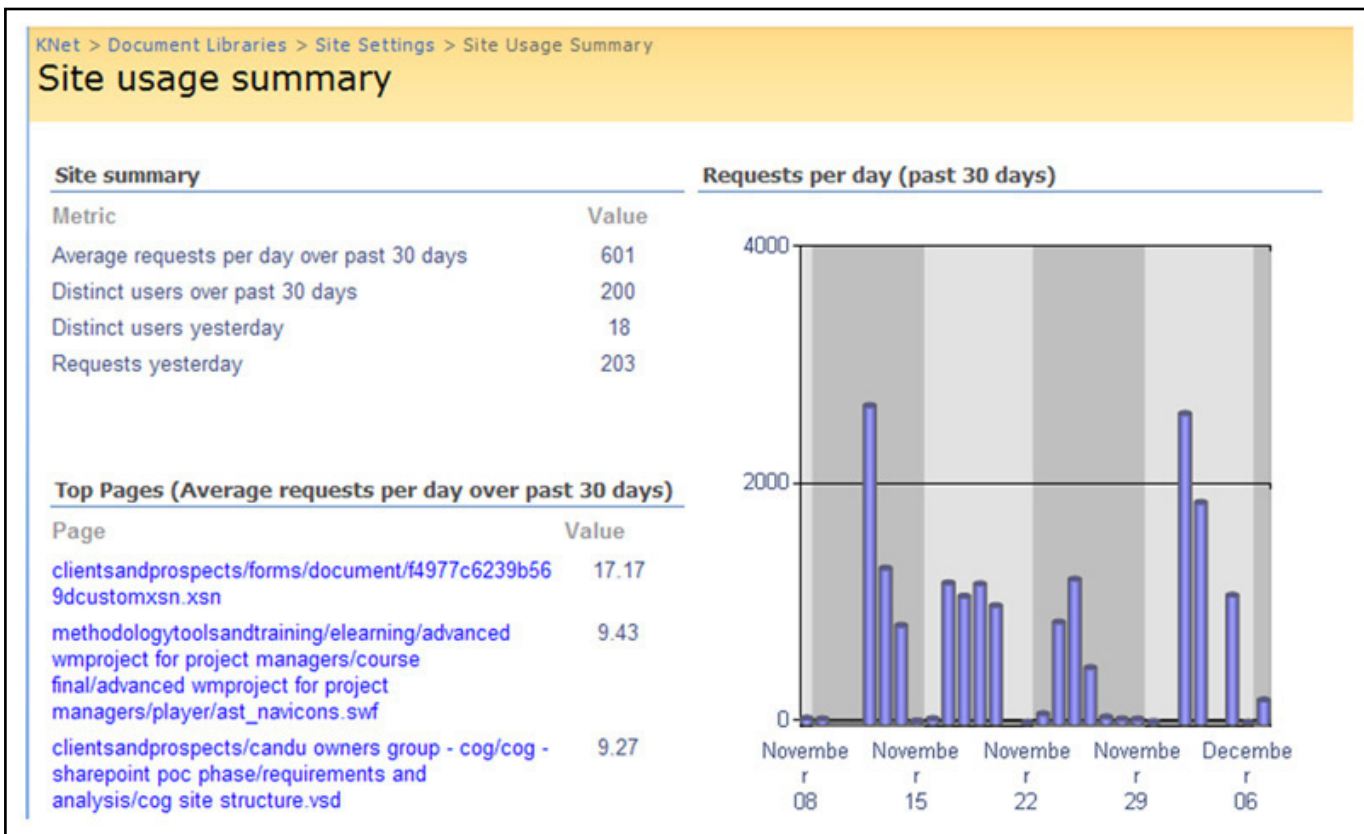 KNet > Document Libraries > Site Settings > Site Usage Summary
Site usage summary
Site summary
Metric Value
Average requests per day over past 30 days 601
Distinct users over past 30 days 200
Distinct users yesterday 18
Requests yesterday 203
Top Pages (Average requests per day over past 30 days)
Page Value
clientsandprospects/forms/document/f4977c6239b56 17.17
9dcustomxsn.xsn
methodologytoolsandtraining/elearning/advanced 9.43
wmproject for project managers/course
final/advanced wmproject for project
managers/player/ast_navicons.swf
clientsandprospects/candu owners group - cog/cog - 9.27
sharepoint poc phase/requirements and
analysis/cog site structure.vsd
Requests per day (past 30 days)
4000
2000
0
Novembe Novembe Novembe Novembe Decembe
r r r r r
08 15 22 29 06